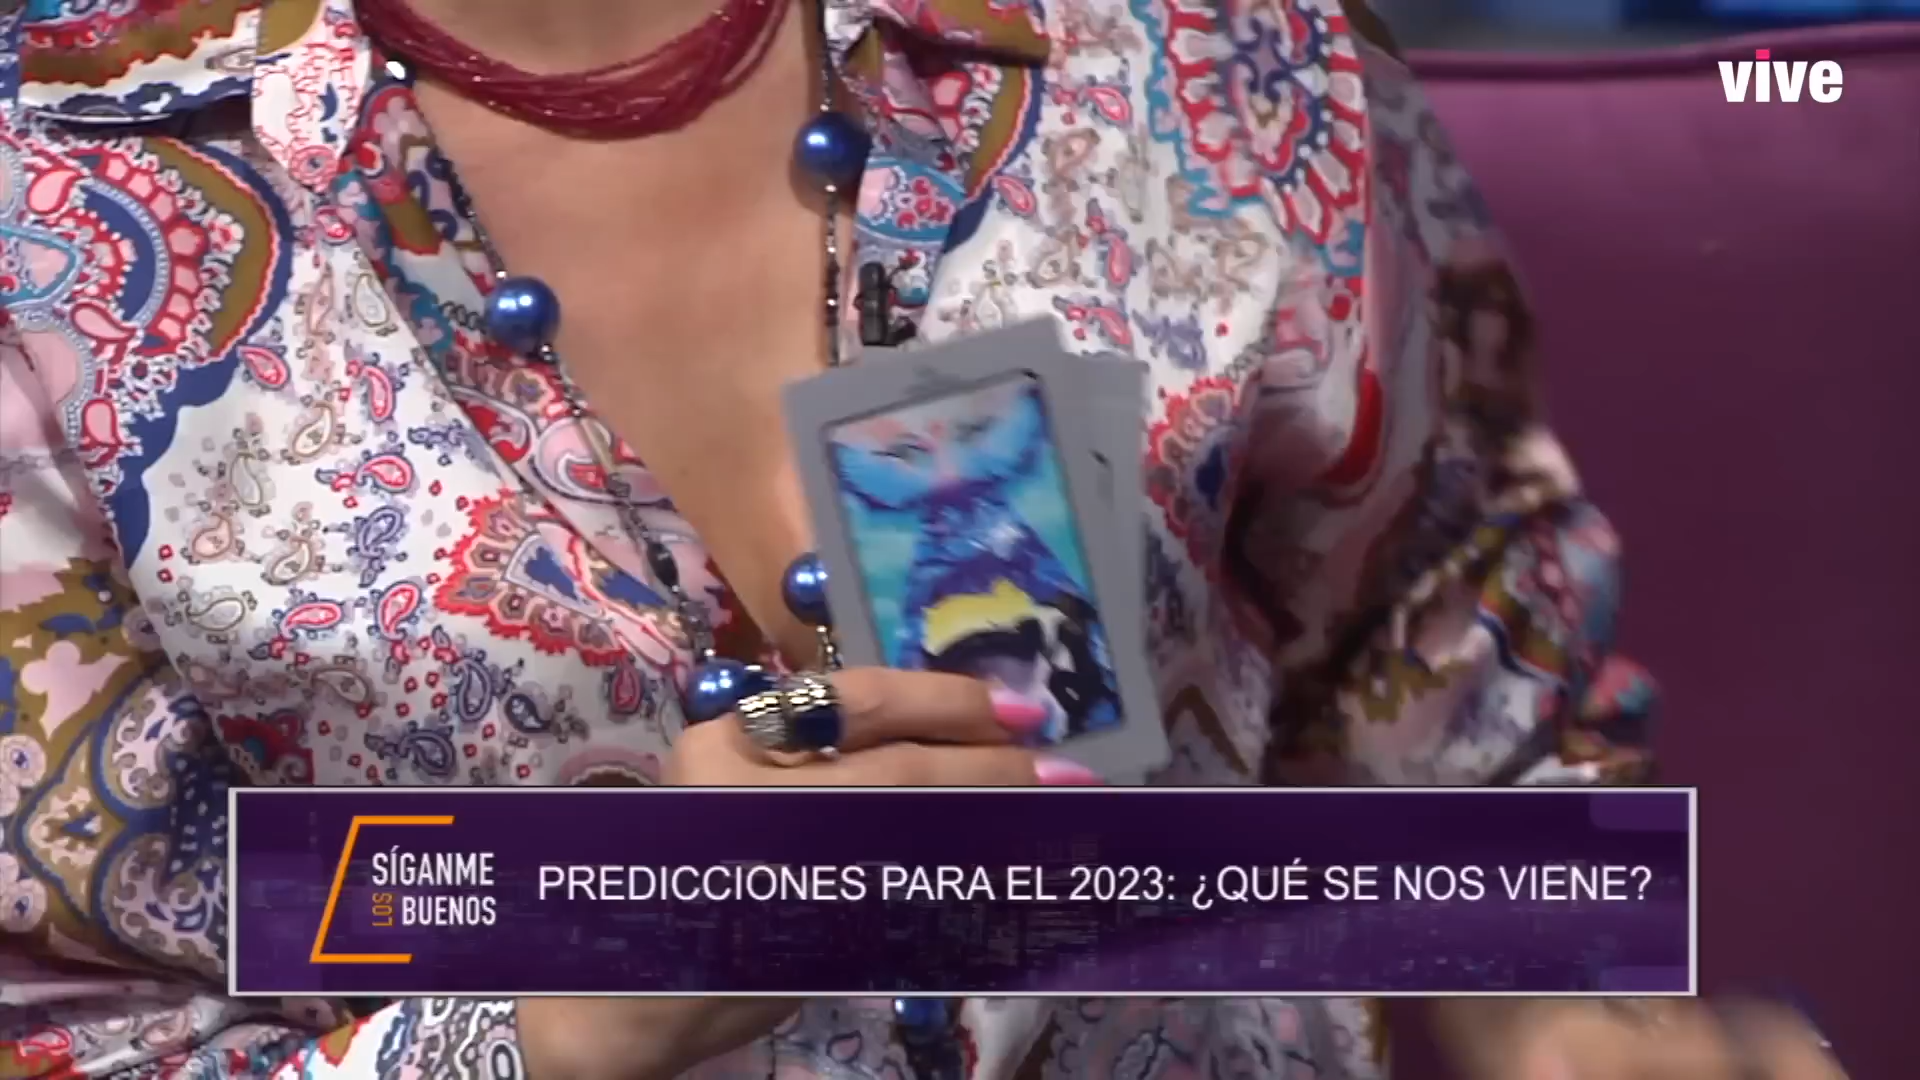 vive
SÍGANME
LOS
BUENOS
PREDICCIONES PARA EL 2023: ¿QUÉ SE NOS VIENE?